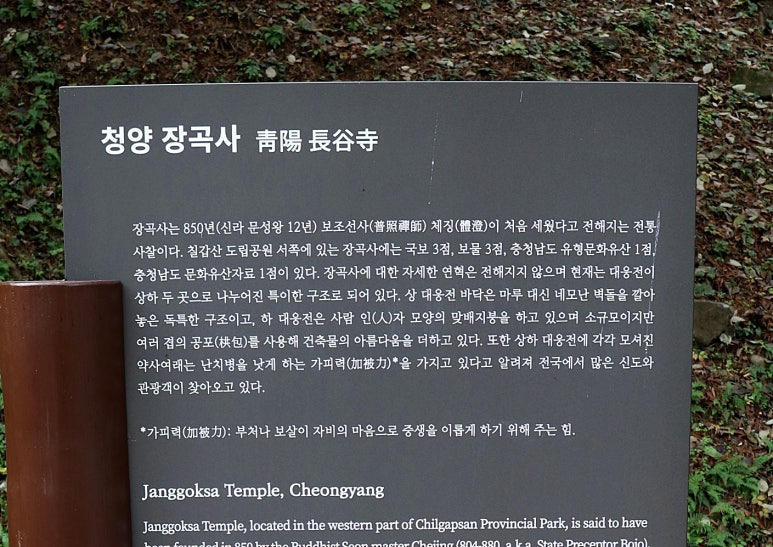 청양 장곡사 靑陽 長谷寺
장곡사는 850년(신라 문성왕 12년) 보조선사(普照禪師) 체징(體澄)이 처음 세웠다고 전해지는 전통
사찰이다. 칠갑산 도립공원 서쪽에 있는 장곡사에는 국보 3점, 보물 3점, 충청남도 유형문화유산 1점,
충청남도 문화유산자료 1점이 있다. 장곡사에 대한 자세한 연혁은 전해지지 않으며 현재는 대웅전이
상하 두 곳으로 나누어진 특이한 구조로 되어 있다. 상 대웅전 바닥은 마루 대신 네모난 벽돌을 깔아
놓은 독특한 구조이고, 하 대웅전은 사람 인(人)자 모양의 맞배지붕을 하고 있으며 소규모이지만
여러 겹의 공포(栱包)를 사용해 건축물의 아름다움을 더하고 있다. 또한 상하 대웅전에 각각 모셔진
약사여래는 난치병을 낫게 하는 가피력(加被力)*을 가지고 있다고 알려져 전국에서 많은 신도와
관광객이 찾아오고 있다.
*가피력(加被力): 부처나 보살이 자비의 마음으로 중생을 이롭게 하기 위해 주는 힘.
Janggoksa Temple, Cheongyang
Janggoksa Temple, located in the western part of Chilgapsan Provincial Park, is said to have
been founded in 850 by the Buddhist Seon master Chejing (804-880, a.k.a. State Preceptor Bojo),